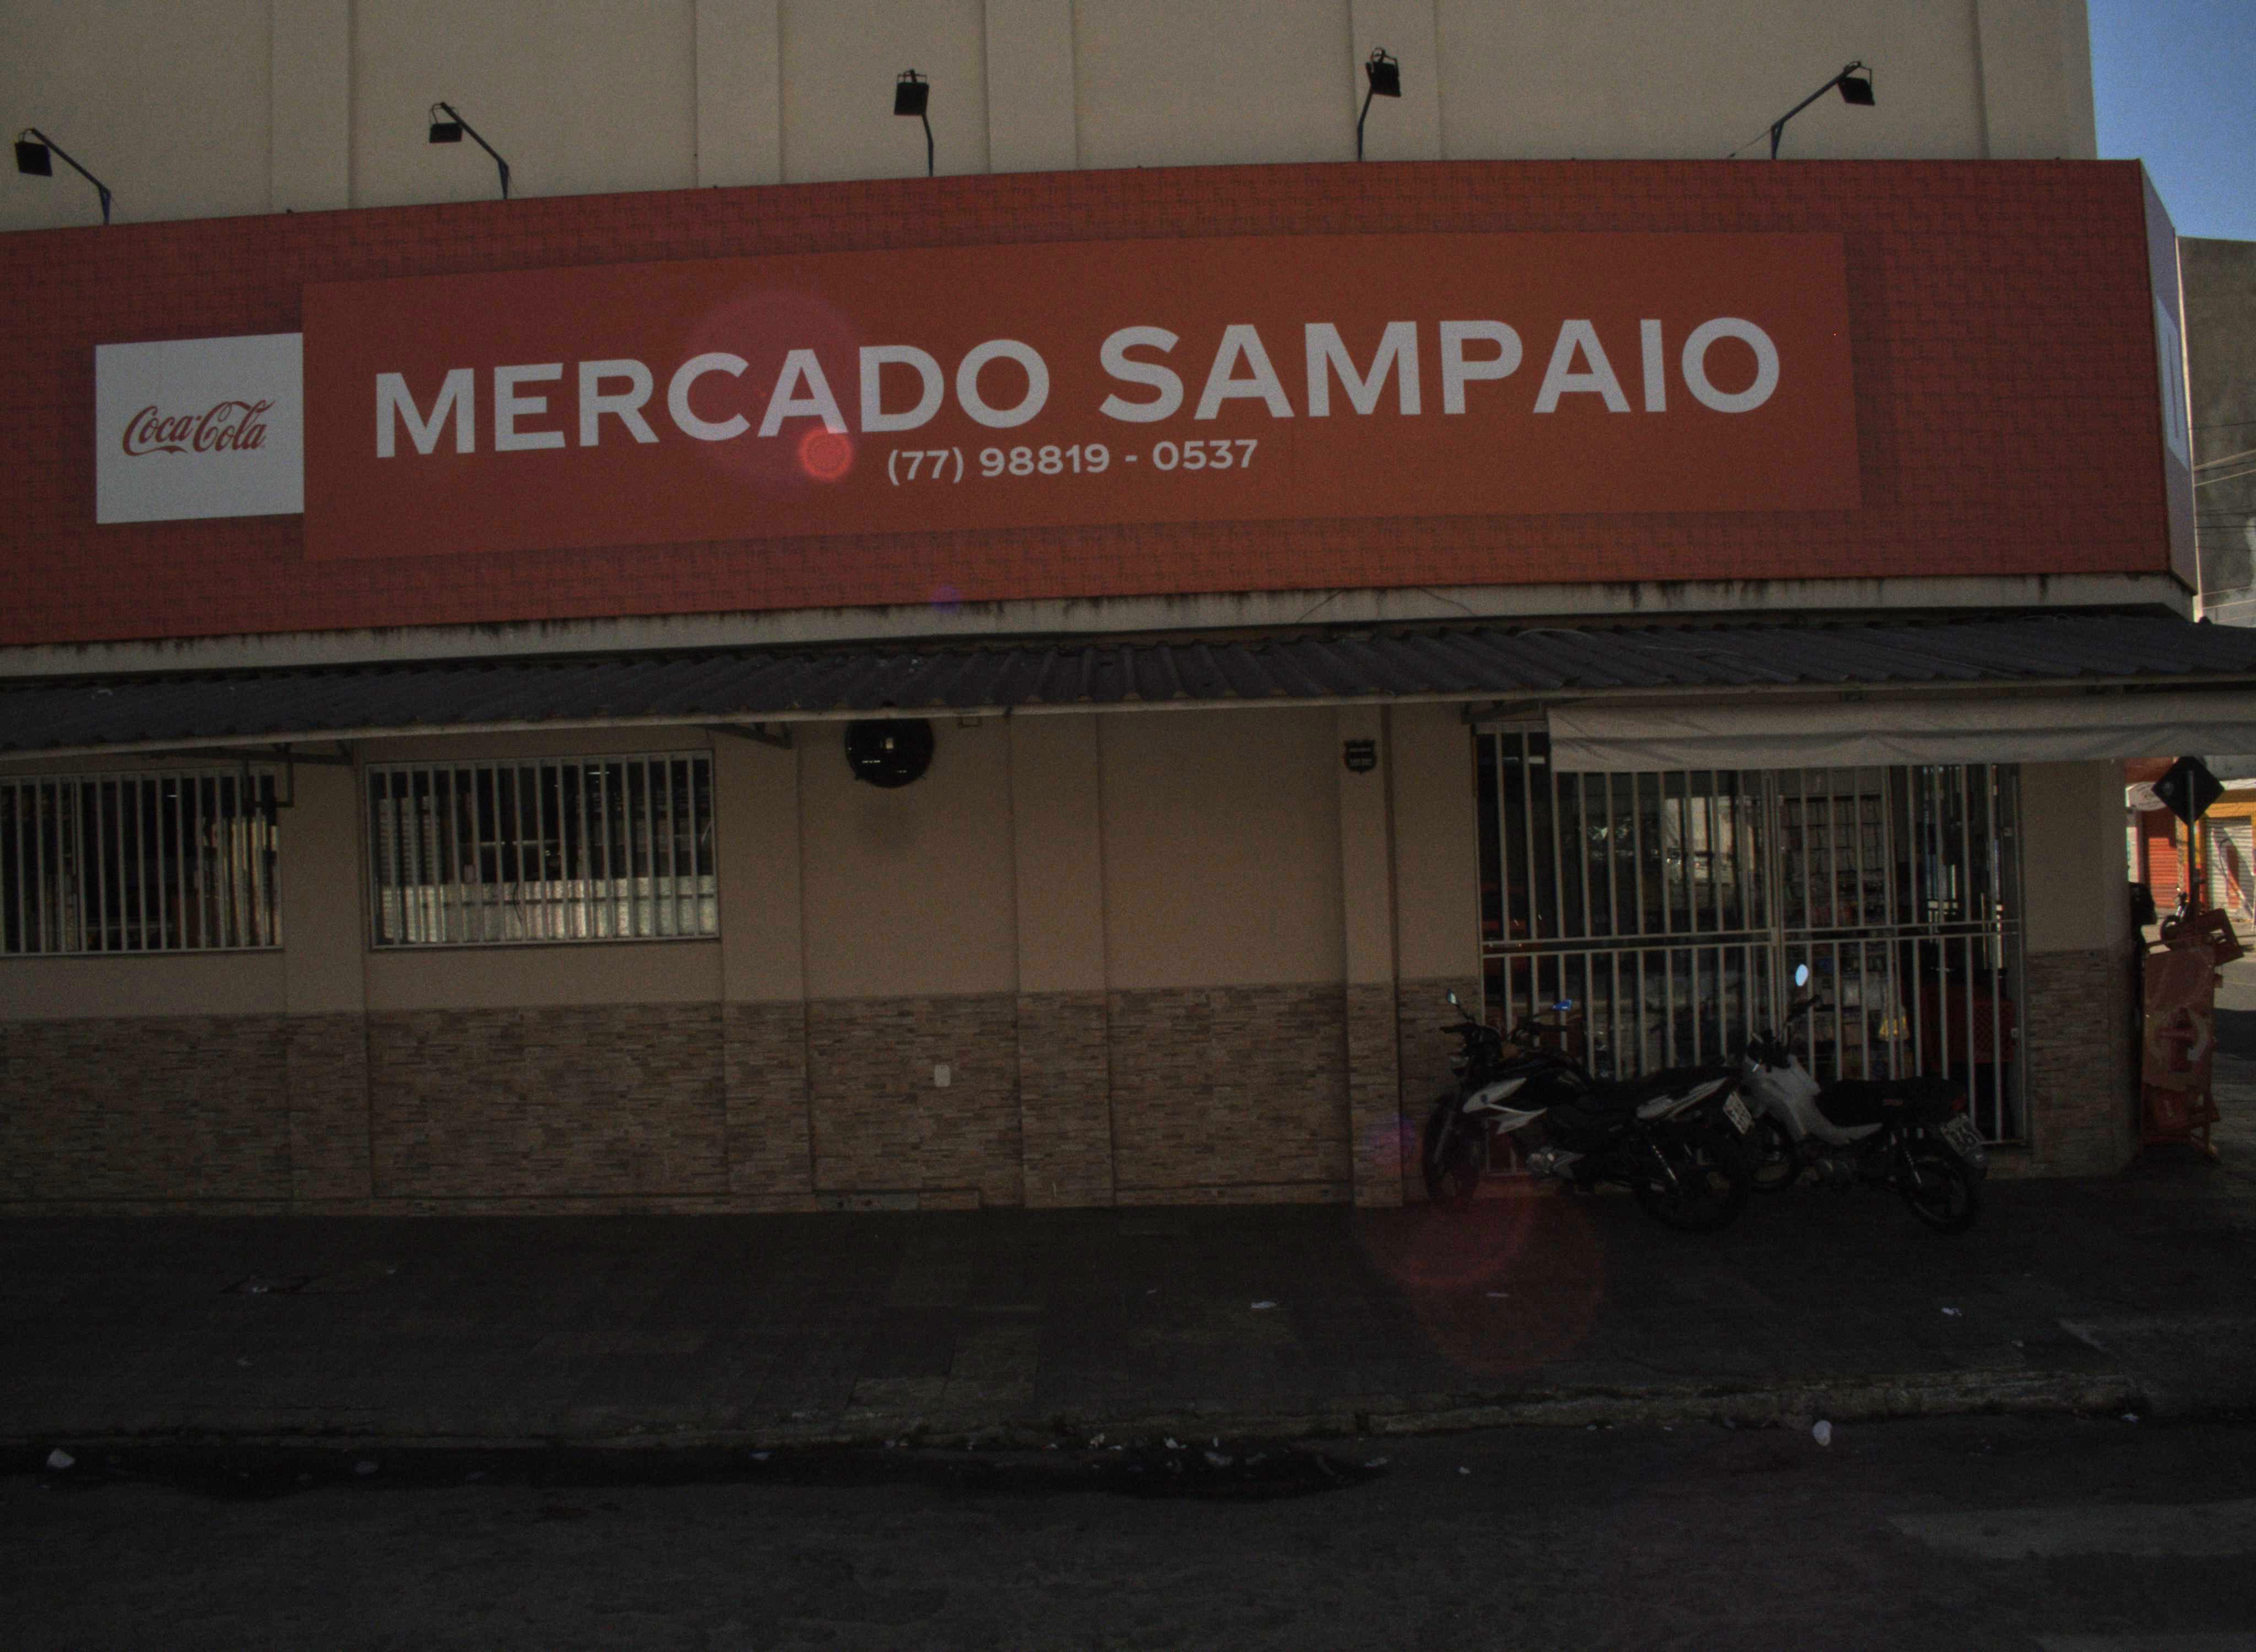 Coca-Cola
MERCADO SAMPAIO
(77) 98819 - 0537